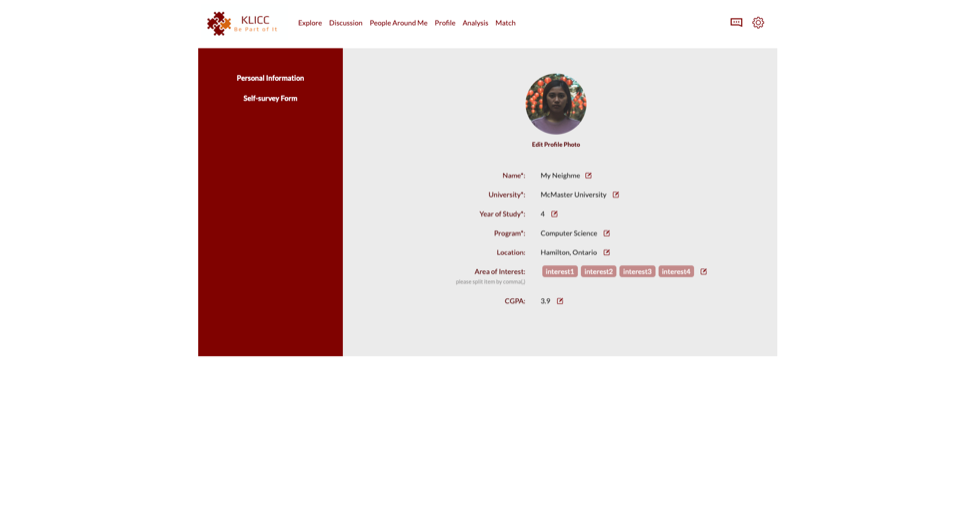 KLICC
Be Part of It
Explore Discussion People Around Me Profile Analysis Match
Personal Information
Self-survey Form
Edit Profile Photo
Name*: My Neighme
University*: McMaster University
Year of Study*: 4
Program*: Computer Science
Location: Hamilton, Ontario
Area of Interest: interest1 interest2 interest3 interest4
please split item by comma(,)
CGPA: 3.9